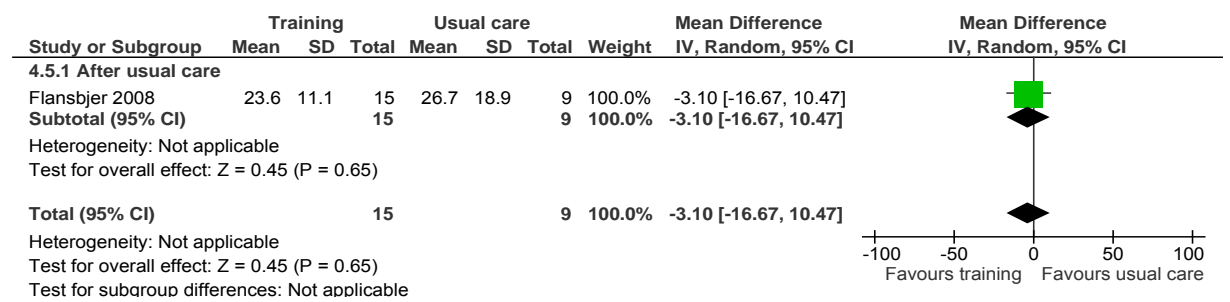 Training Usual care Mean Difference Mean Difference
Study or Subgroup Mean SD Total Mean SD Total Weight IV, Random, 95% CI IV, Random, 95% CI
4.5.1 After usual care
Flansbjer 2008 23.6 11.1 15 26.7 18.9 9 100.0% -3.10 [-16.67, 10.47]
Subtotal (95% CI) 15 9 100.0% -3.10 [-16.67, 10.47]
Heterogeneity: Not applicable
Test for overall effect: Z = 0.45 (P = 0.65)
Total (95% CI) 15 9 100.0% -3.10 [-16.67, 10.47]
Heterogeneity: Not applicable
Test for overall effect: Z = 0.45 (P = 0.65)
Test for subgroup differences: Not applicable
-100 -50 0 50 100
Favours training Favours usual care